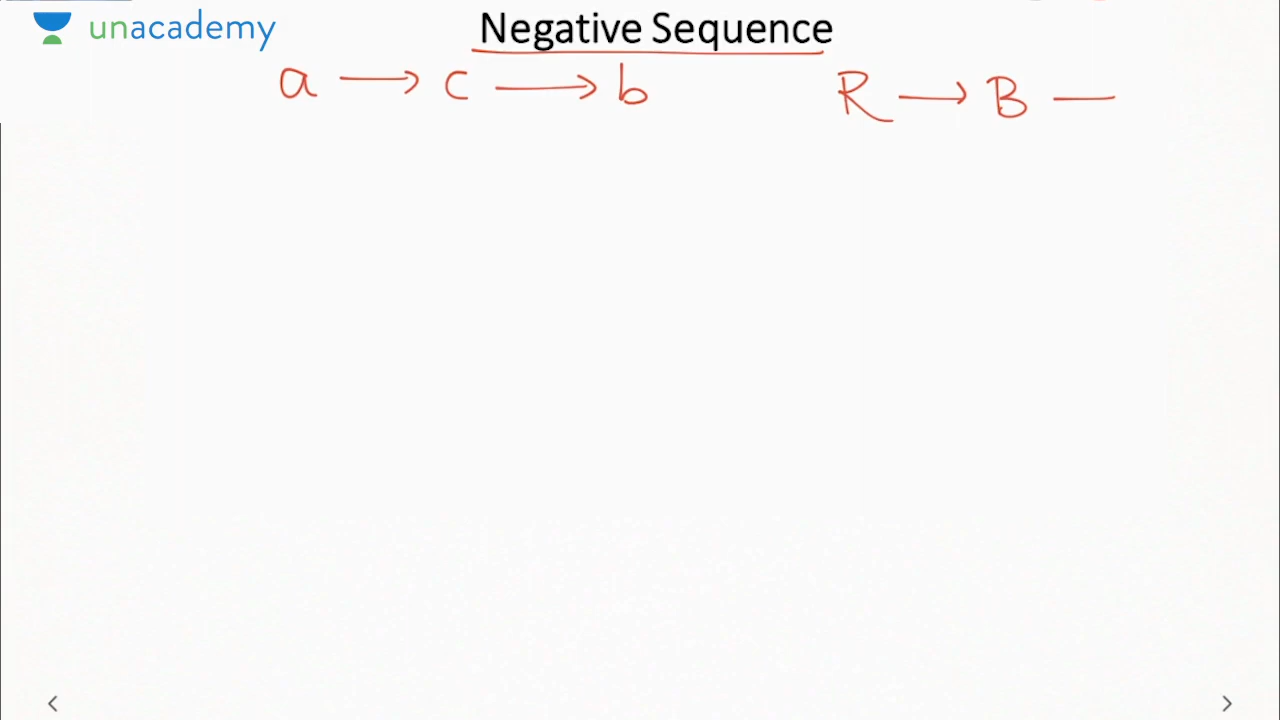 unacademy
Negative Sequence
a → c → b
R → B —